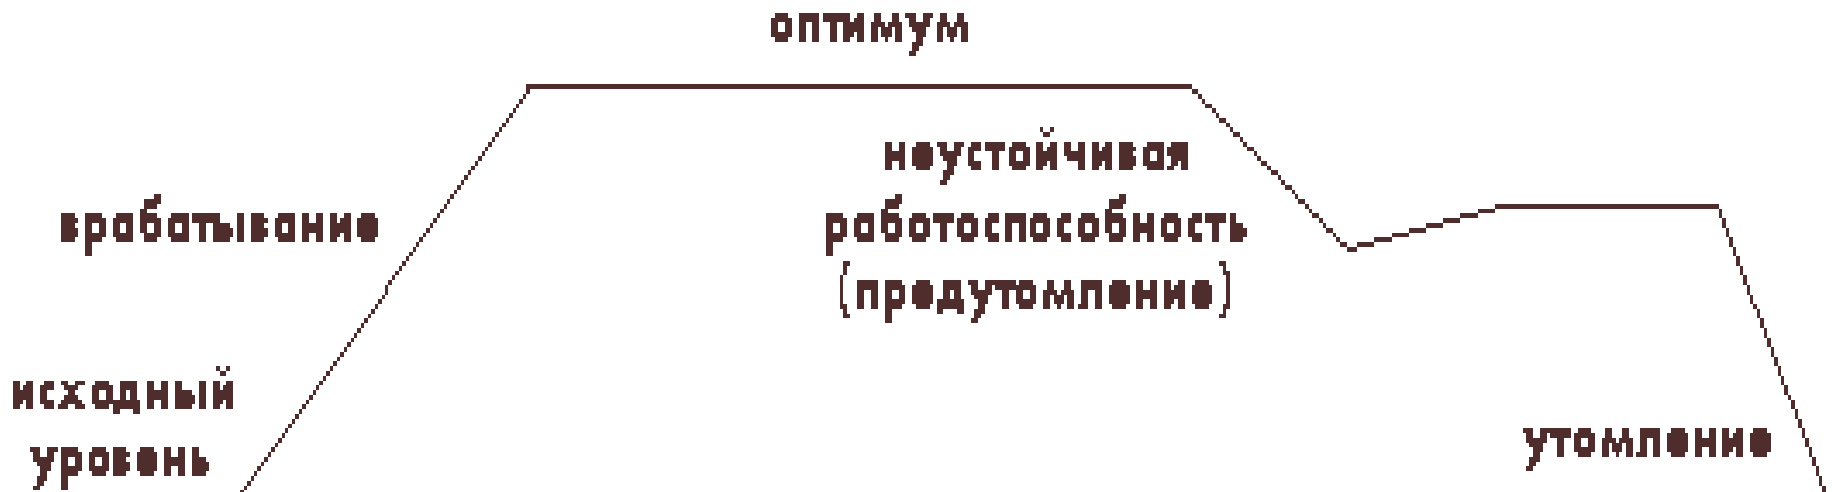 оптимум
неустойчивая
врабатывание
работоспособность
(предутомление)
исходный
уровень
утомление